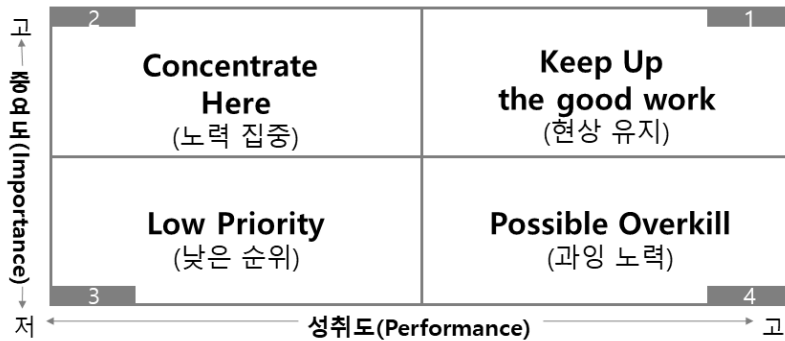 고
2
1
Concentrate
Here
(노력 집중)
Keep Up
the good work
(현상 유지)
중요도(Importance)
Low Priority
(낮은 순위)
Possible Overkill
(과잉 노력)
3
4
저
성취도(Performance)
고